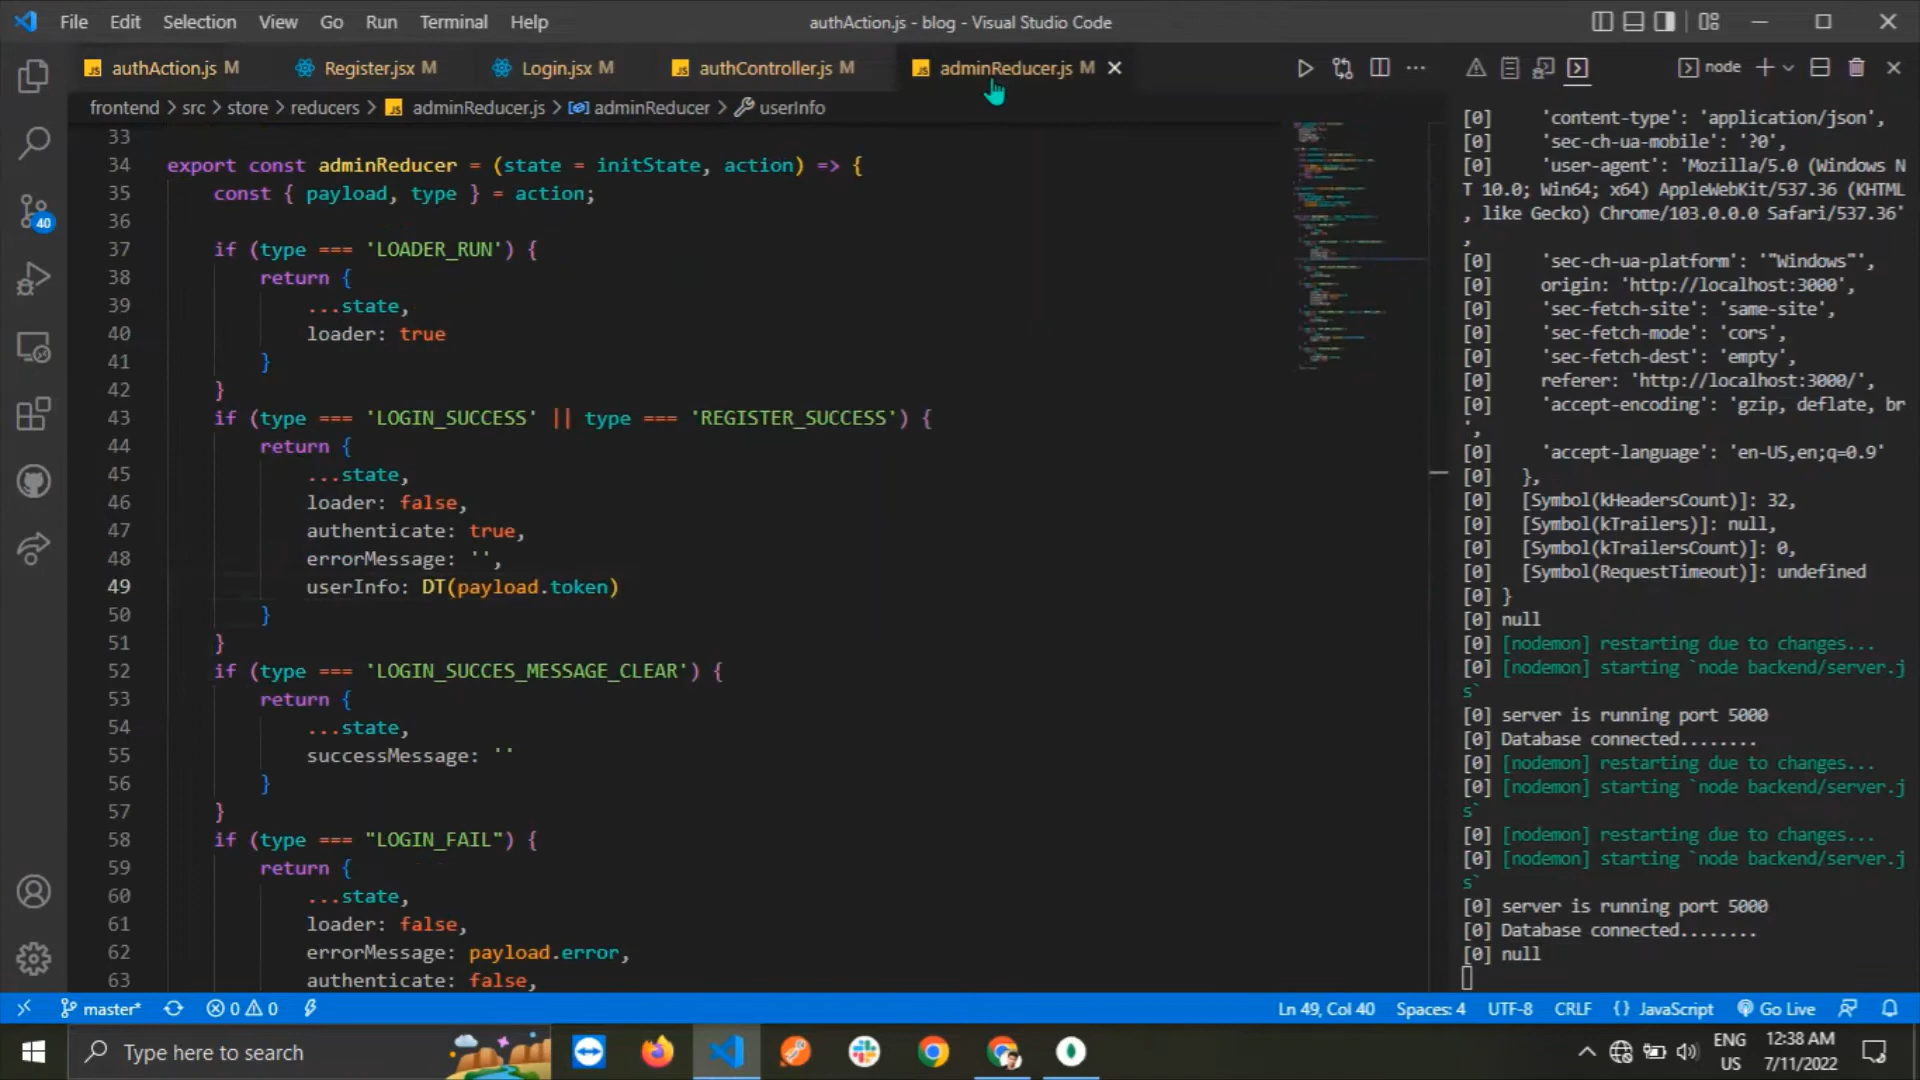 File Edit Selection View Go Run Terminal Help
authAction.js - blog - Visual Studio Code
JS authAction.js M
Register.jsx M
Login.jsx M
JS authController.js M
JS adminReducer.js M
node
frontend > src > store > reducers > JS adminReducer.js > adminReducer > userInfo
33
34 export const adminReducer = (state = initState, action) => {
35 const { payload, type } = action;
36
37 if (type === 'LOADER_RUN') {
38 return {
39 ...state,
40 loader: true
41 }
42 }
43 if (type === 'LOGIN_SUCCESS' || type === 'REGISTER_SUCCESS') {
44 return {
45 ...state,
46 loader: false,
47 authenticate: true,
48 errorMessage: '',
49 userInfo: DT(payload.token)
50 }
51 }
52 if (type === 'LOGIN_SUCCES_MESSAGE_CLEAR') {
53 return {
54 ...state,
55 successMessage: ''
56 }
57 }
58 if (type === "LOGIN_FAIL") {
59 return {
60 ...state,
61 loader: false,
62 errorMessage: payload.error,
63 authenticate: false,
[0] 'content-type': 'application/json',
[0] 'sec-ch-ua-mobile': '?0',
[0] 'user-agent': 'Mozilla/5.0 (Windows N
T 10.0; Win64; x64) AppleWebKit/537.36 (KHTML
, like Gecko) Chrome/103.0.0.0 Safari/537.36'
,
[0] 'sec-ch-ua-platform': '"Windows"',
[0] origin: 'http://localhost:3000',
[0] 'sec-fetch-site': 'same-site',
[0] 'sec-fetch-mode': 'cors',
[0] 'sec-fetch-dest': 'empty',
[0] referer: 'http://localhost:3000/',
[0] 'accept-encoding': 'gzip, deflate, br
',
[0] 'accept-language': 'en-US,en;q=0.9'
[0] },
[0] [Symbol(kHeadersCount)]: 32,
[0] [Symbol(kTrailers)]: null,
[0] [Symbol(kTrailersCount)]: 0,
[0] [Symbol(RequestTimeout)]: undefined
[0] }
[0] null
[0] [nodemon] restarting due to changes...
[0] [nodemon] starting `node backend/server.j
s`
[0] server is running port 5000
[0] Database connected........
[0] [nodemon] restarting due to changes...
[0] [nodemon] starting `node backend/server.j
s`
[0] [nodemon] restarting due to changes...
[0] [nodemon] starting `node backend/server.j
s`
[0] server is running port 5000
[0] Database connected........
[0] null
40
master* 0 0
Ln 49, Col 40 Spaces: 4 UTF-8 CRLF {} JavaScript Go Live
Type here to search
ENG
US
12:38 AM
7/11/2022